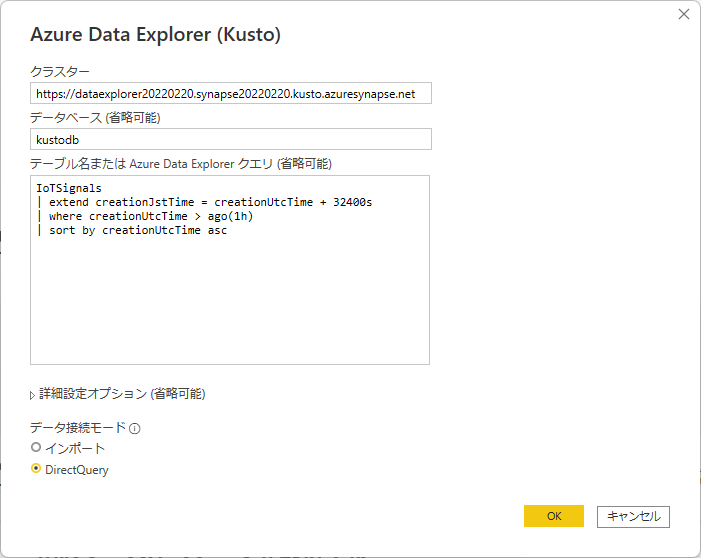 Azure Data Explorer (Kusto)
クラスター
https://dataexplorer20220220.synapse20220220.kusto.azuresynapse.net
データベース (省略可能)
kustodb
テーブル名または Azure Data Explorer クエリ (省略可能)
IoTSignals
| extend creationJstTime = creationUtcTime + 32400s
| where creationUtcTime > ago(1h)
| sort by creationUtcTime asc
詳細設定オプション (省略可能)
データ接続モード
インポート
DirectQuery
OK
キャンセル